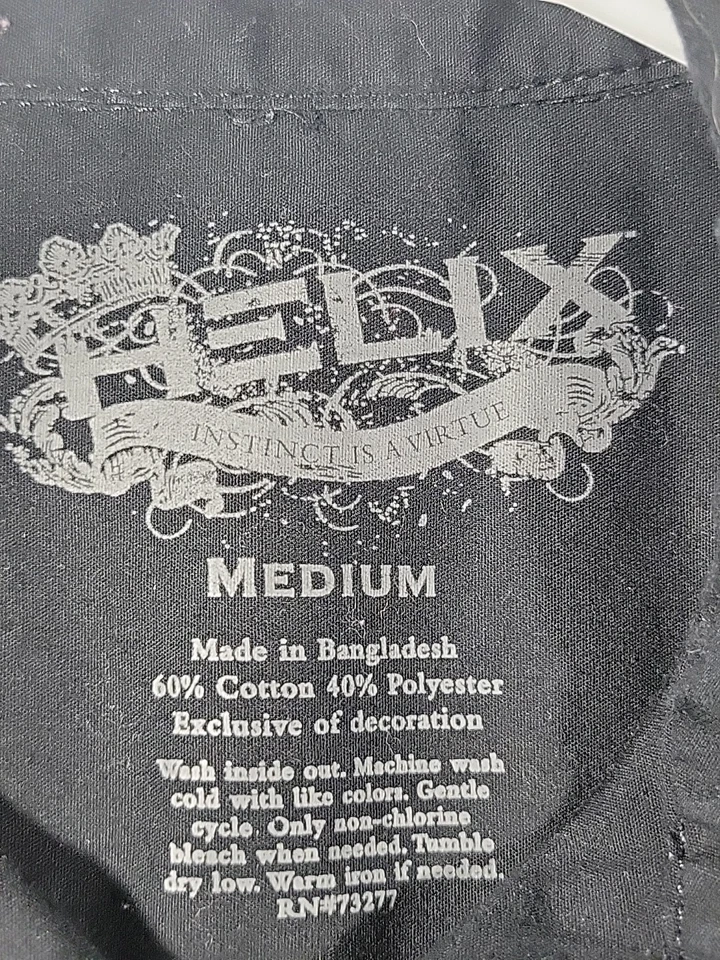 HELIX
INSTINCT IS A VIRTUE
MEDIUM
Made in Bangladesh
60% Cotton 40% Polyester
Exclusive of decoration
Wash inside out. Machine wash
cold with like colors. Gentle
cycle. Only non-chlorine
bleach when needed. Tumble
dry low. Warm iron if needed.
RN#73277